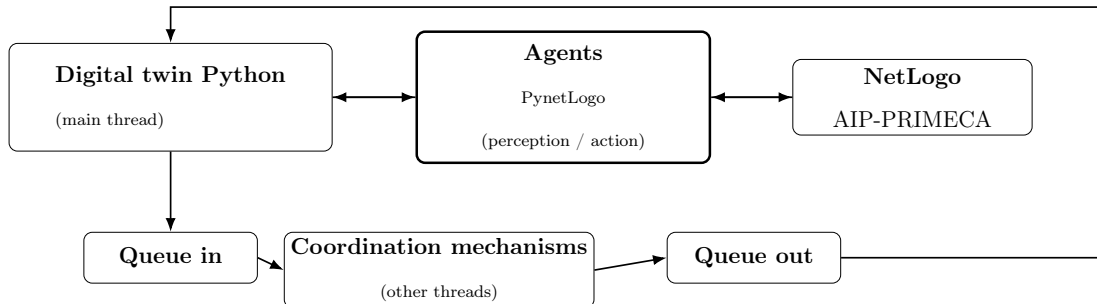 Digital twin Python
(main thread)
Agents
PynetLogo
(perception / action)
NetLogo
AIP-PRIMECA
Queue in
Coordination mechanisms
(other threads)
Queue out